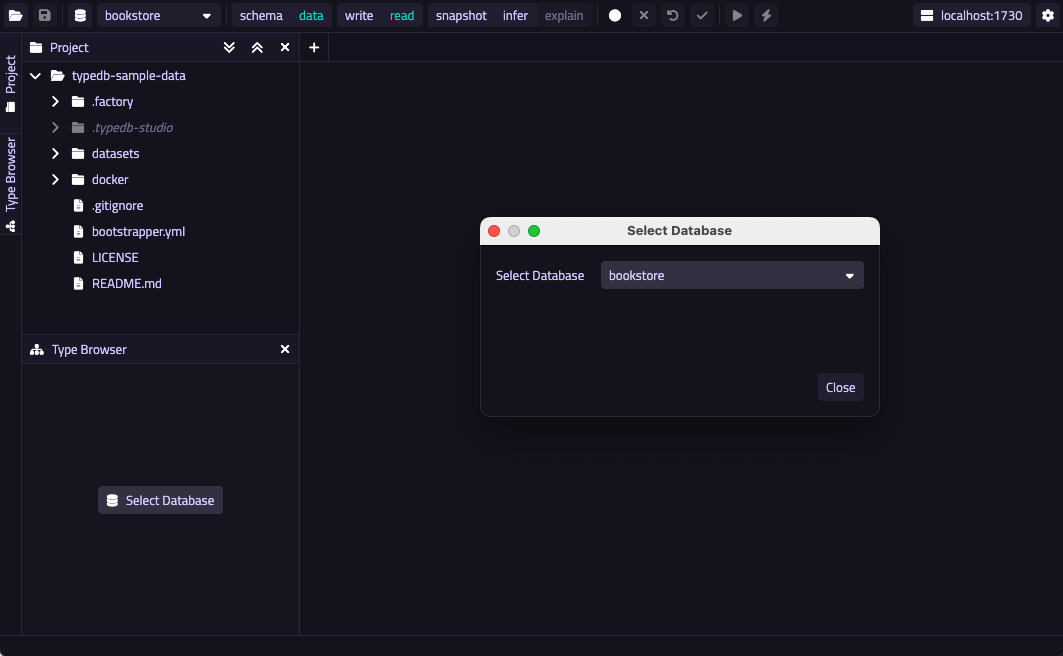 bookstore schema data write read snapshot infer explain localhost:1730
Project
Type Browser
Project
typedb-sample-data
.factory
.typedb-studio
datasets
docker
.gitignore
bootstrapper.yml
LICENSE
README.md
Type Browser
Select Database
Select Database
Select Database bookstore
Close